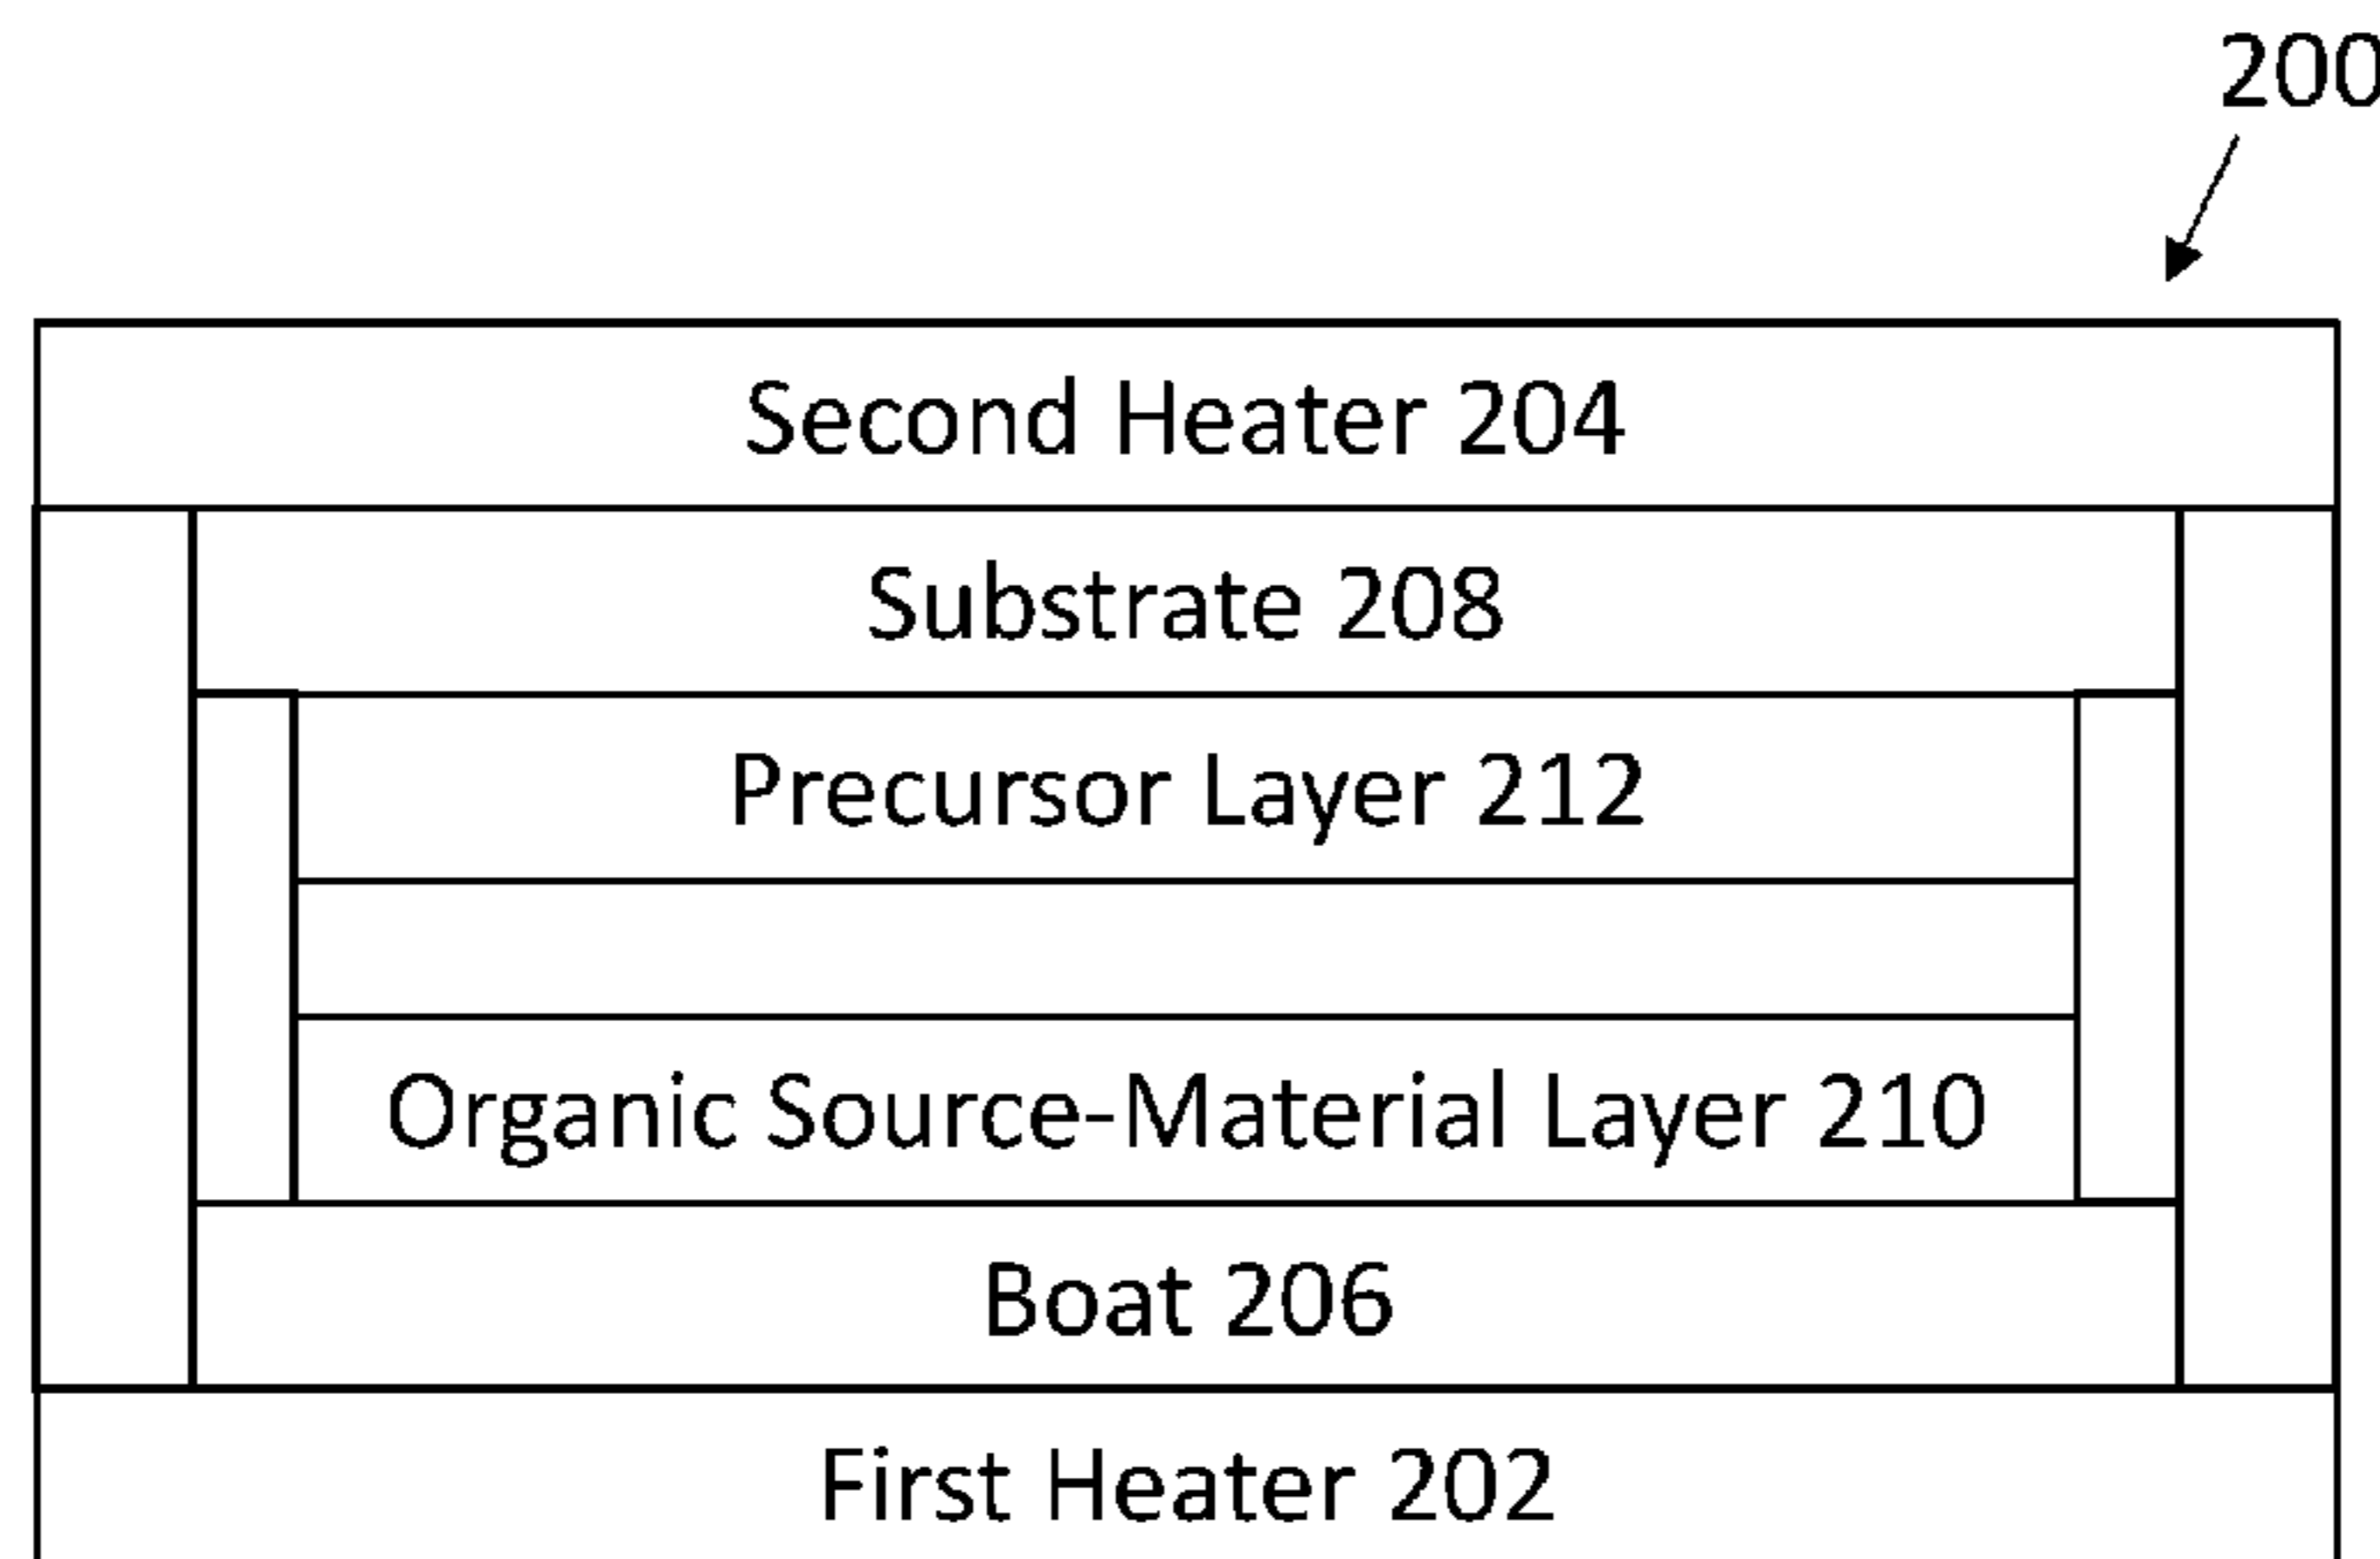 200
Second Heater 204
Substrate 208
Precursor Layer 212
Organic Source-Material Layer 210
Boat 206
First Heater 202